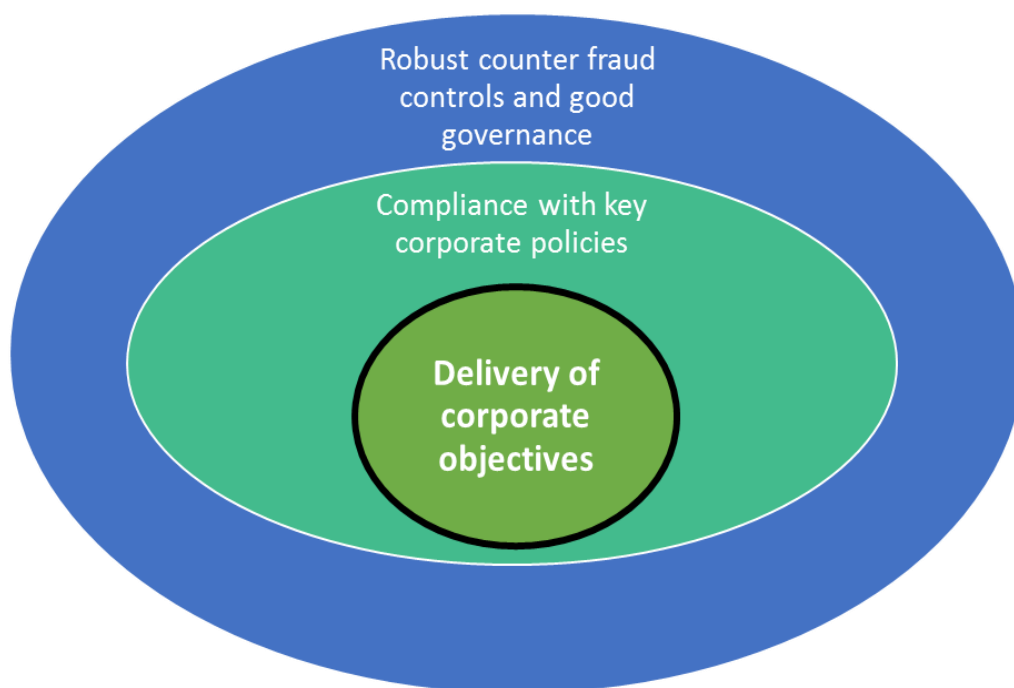 Robust counter fraud
controls and good
governance
Compliance with key
corporate policies
Delivery of
corporate
objectives